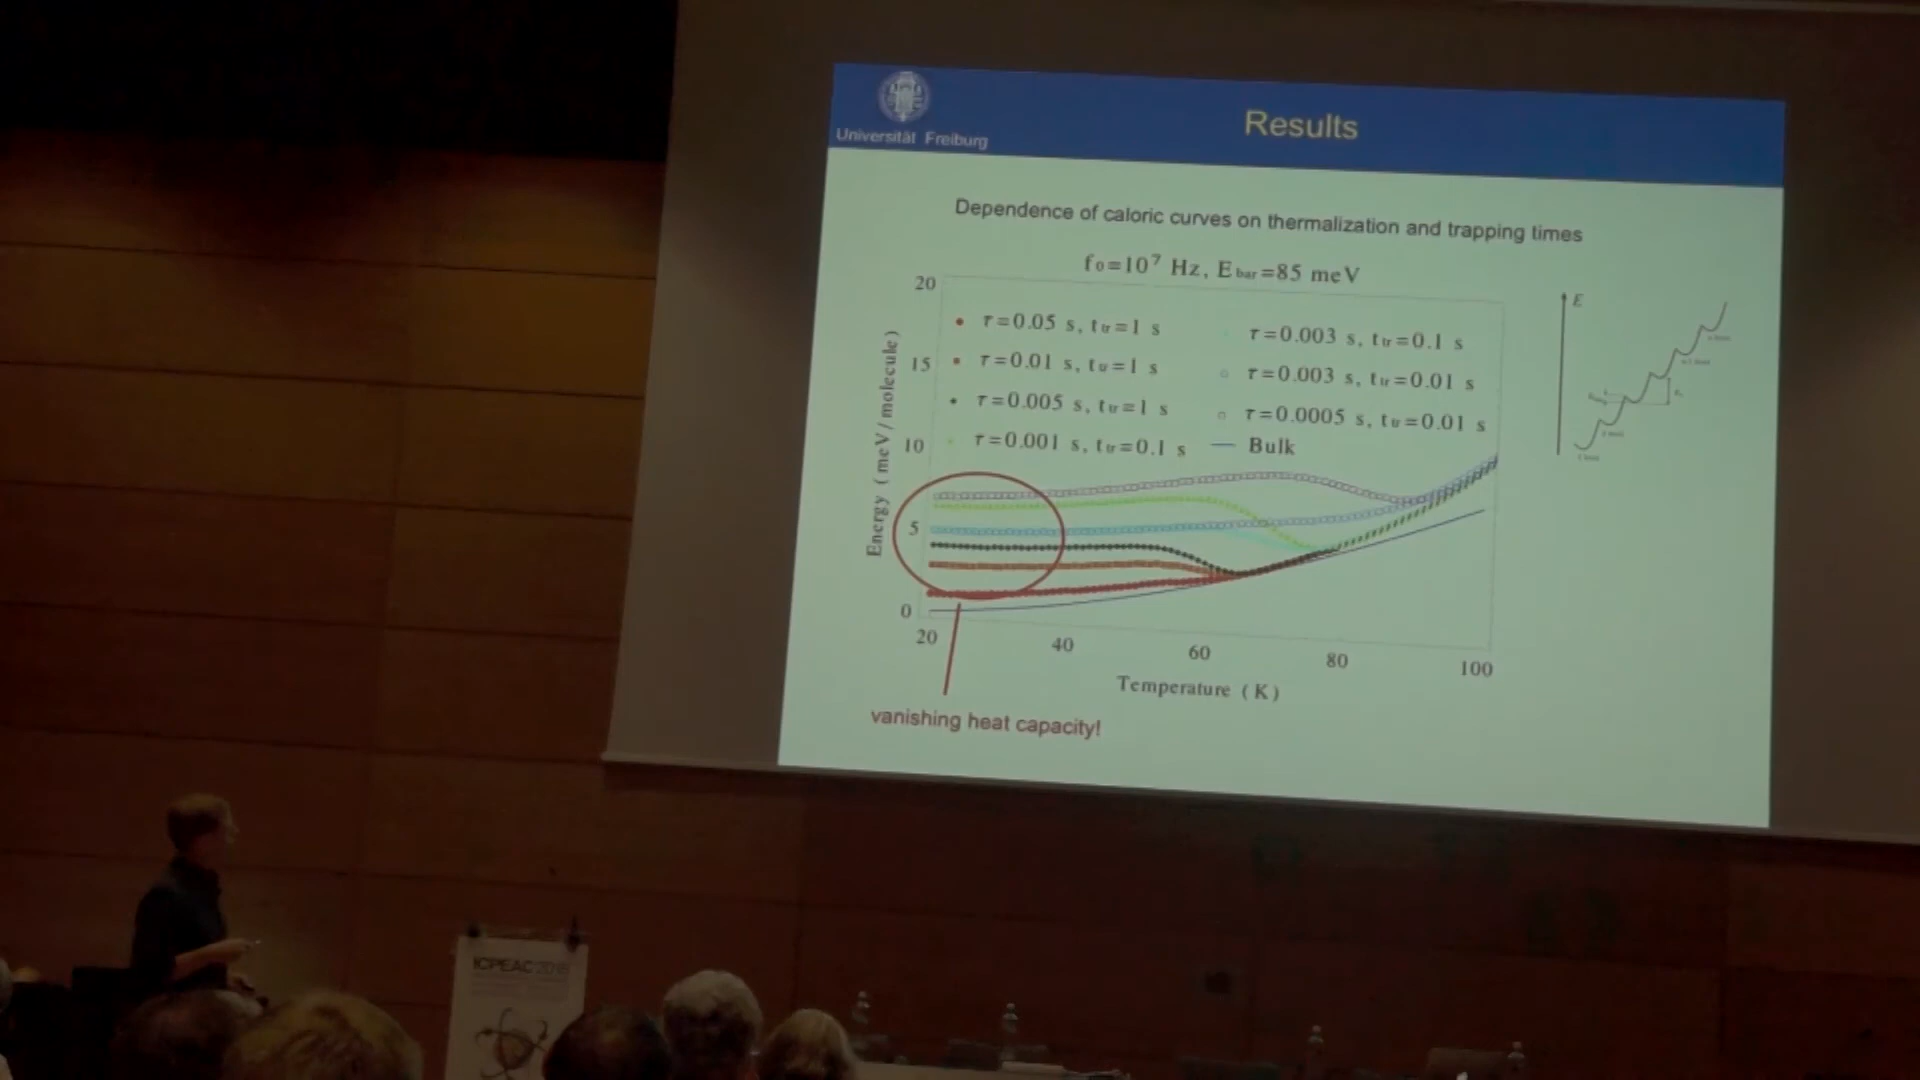 Universität Freiburg
Results
Dependence of caloric curves on thermalization and trapping times
f₀=10⁷ Hz, E bar=85 meV
20
15
10
5
0
Energy (meV/molecule)
τ=0.05 s, t tr=1 s
τ=0.01 s, t tr=1 s
τ=0.005 s, t tr=1 s
τ=0.001 s, t tr=0.1 s
τ=0.003 s, t tr=0.1 s
τ=0.003 s, t tr=0.01 s
τ=0.0005 s, t tr=0.01 s
Bulk
E
20 40 60 80 100
Temperature (K)
vanishing heat capacity!
ICPEAC